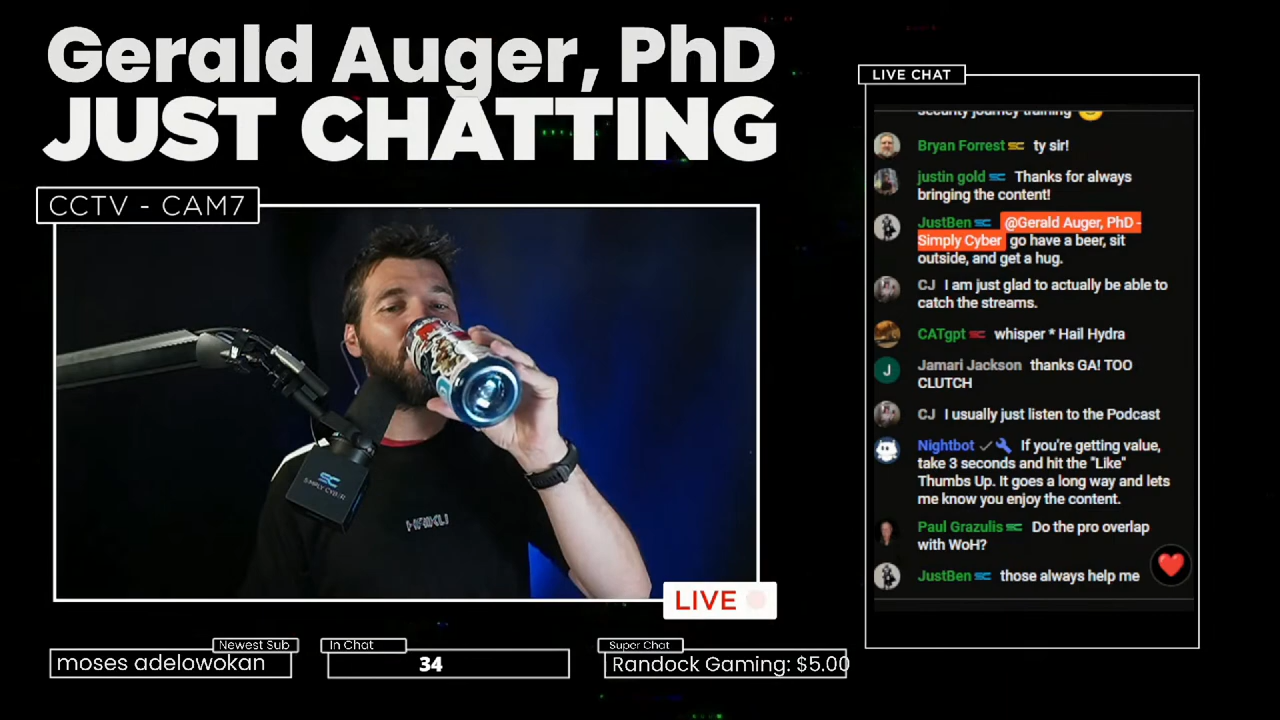 Gerald Auger, PhD
JUST CHATTING
CCTV - CAM7
SIMPLY CYBER
LIVE
Newest Sub
moses adelowokan
In Chat
34
Super Chat
Randock Gaming: $5.00
LIVE CHAT
security journey training
Bryan Forrest ty sir!
justin gold Thanks for always
bringing the content!
JustBen @Gerald Auger, PhD -
Simply Cyber go have a beer, sit
outside, and get a hug.
CJ I am just glad to actually be able to
catch the streams.
CATgpt whisper * Hail Hydra
J Jamari Jackson thanks GA! TOO
CLUTCH
CJ I usually just listen to the Podcast
Nightbot If you're getting value,
take 3 seconds and hit the "Like"
Thumbs Up. It goes a long way and lets
me know you enjoy the content.
Paul Grazulis Do the pro overlap
with WoH?
JustBen those always help me